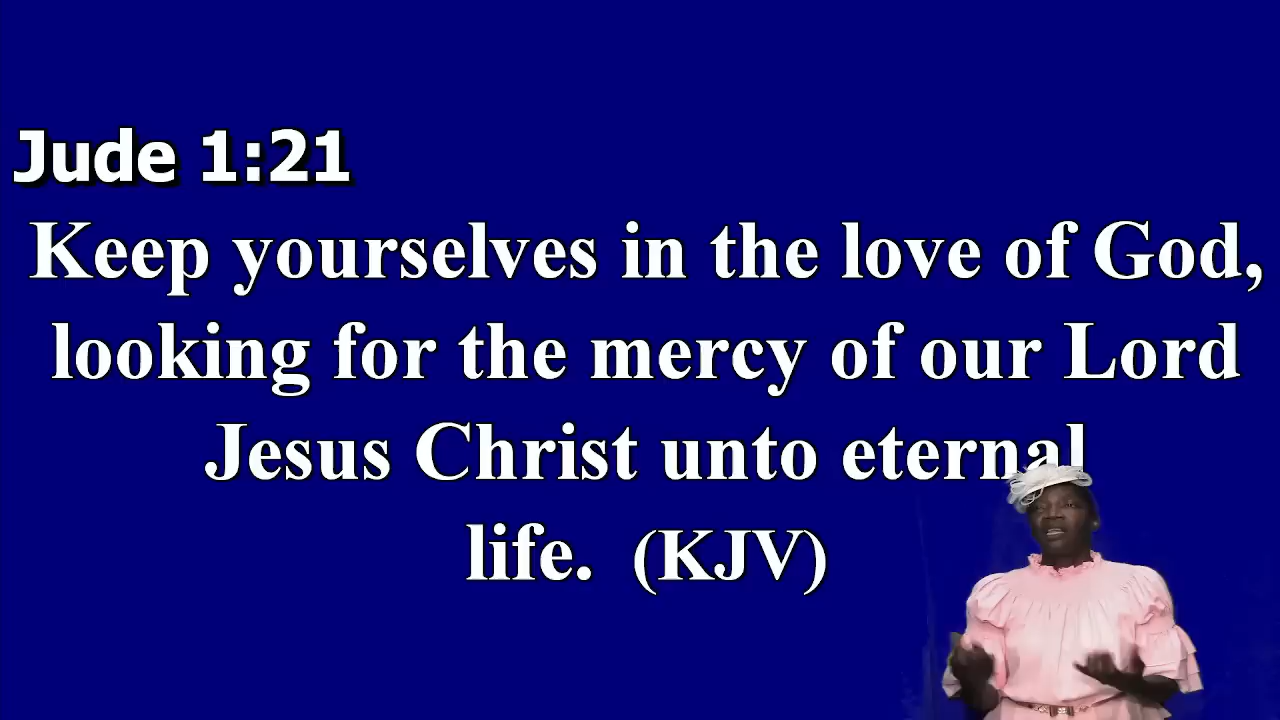 Jude 1:21
Keep yourselves in the love of God,
looking for the mercy of our Lord
Jesus Christ unto eternal
life. (KJV)